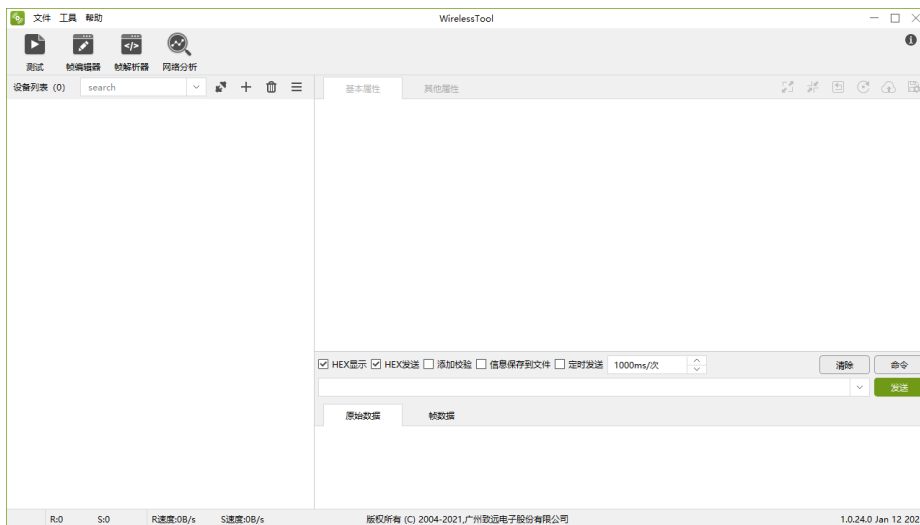 文件 工具 帮助 WirelessTool
测试 帧编辑器 帧解析器 网络分析
设备列表 (0) search 基本属性 其他属性
HEX显示 HEX发送 添加校验 信息保存到文件 定时发送 1000ms/次 清除 命令
发送
原始数据 帧数据
R:0 S:0 R速度:0B/s S速度:0B/s 版权所有 (C) 2004-2021,广州致远电子股份有限公司 1.0.24.0 Jan 12 202